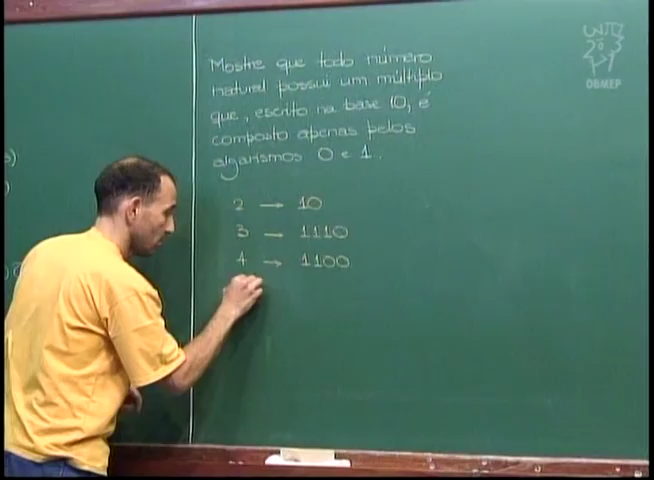 Mostre que todo número
natural possui um múltiplo
que, escrito na base 10, é
composto apenas pelos
algarismos 0 e 1.
2 → 10
3 → 1110
4 → 1100
OBMEP